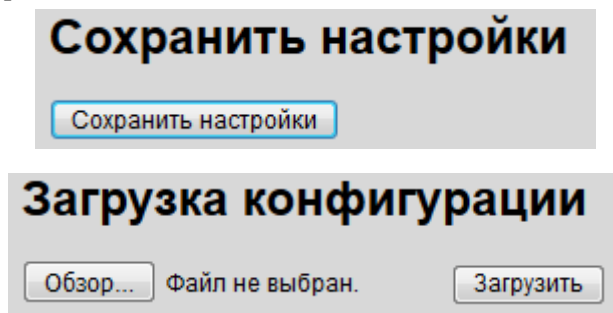 Сохранить настройки
Сохранить настройки
Загрузка конфигурации
Обзор... Файл не выбран. Загрузить